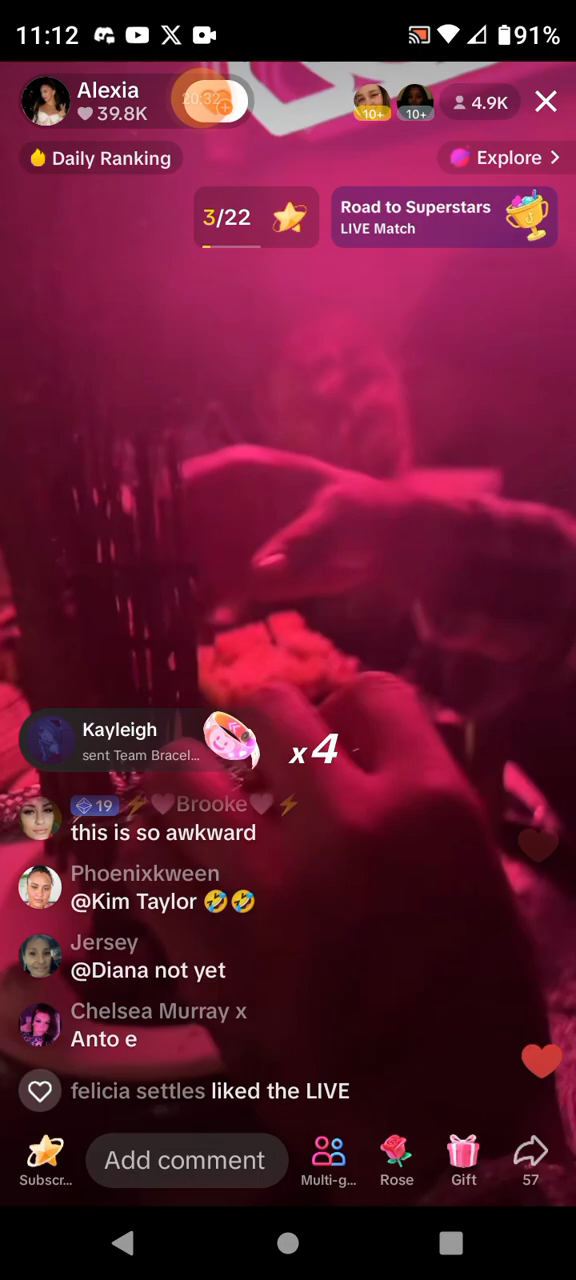 11:12
91%
Alexia
39.8K
20:32
10+
10+
4.9K
Daily Ranking
Explore
3/22
Road to Superstars
LIVE Match
Kayleigh
sent Team Bracel...
x4
19 Brooke
this is so awkward
Phoenixkween
@Kim Taylor 🤣🤣
Jersey
@Diana not yet
Chelsea Murray x
Anto e
felicia settles liked the LIVE
Subscr...
Add comment
Multi-g...
Rose
Gift
57